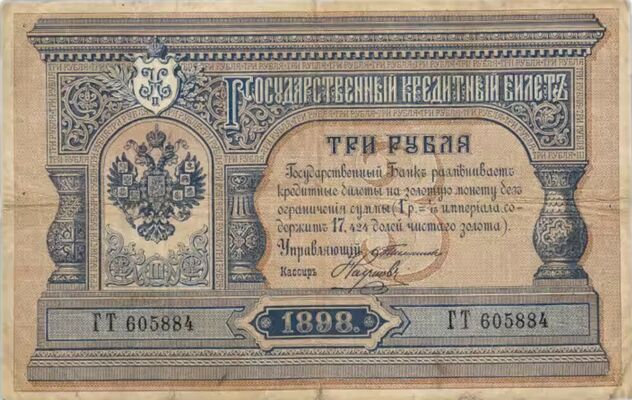 Государственный Кредитный Билетъ
ТРИ РУБЛЯ
Государственный Банкъ размѣниваетъ
кредитные билеты на золотую монету безъ
ограниченія суммы (1 р. = 1/15 имперіала, со-
держитъ 17,424 долей чистаго золота).
Управляющій
Кассиръ
ГТ 605884
1898.
ГТ 605884